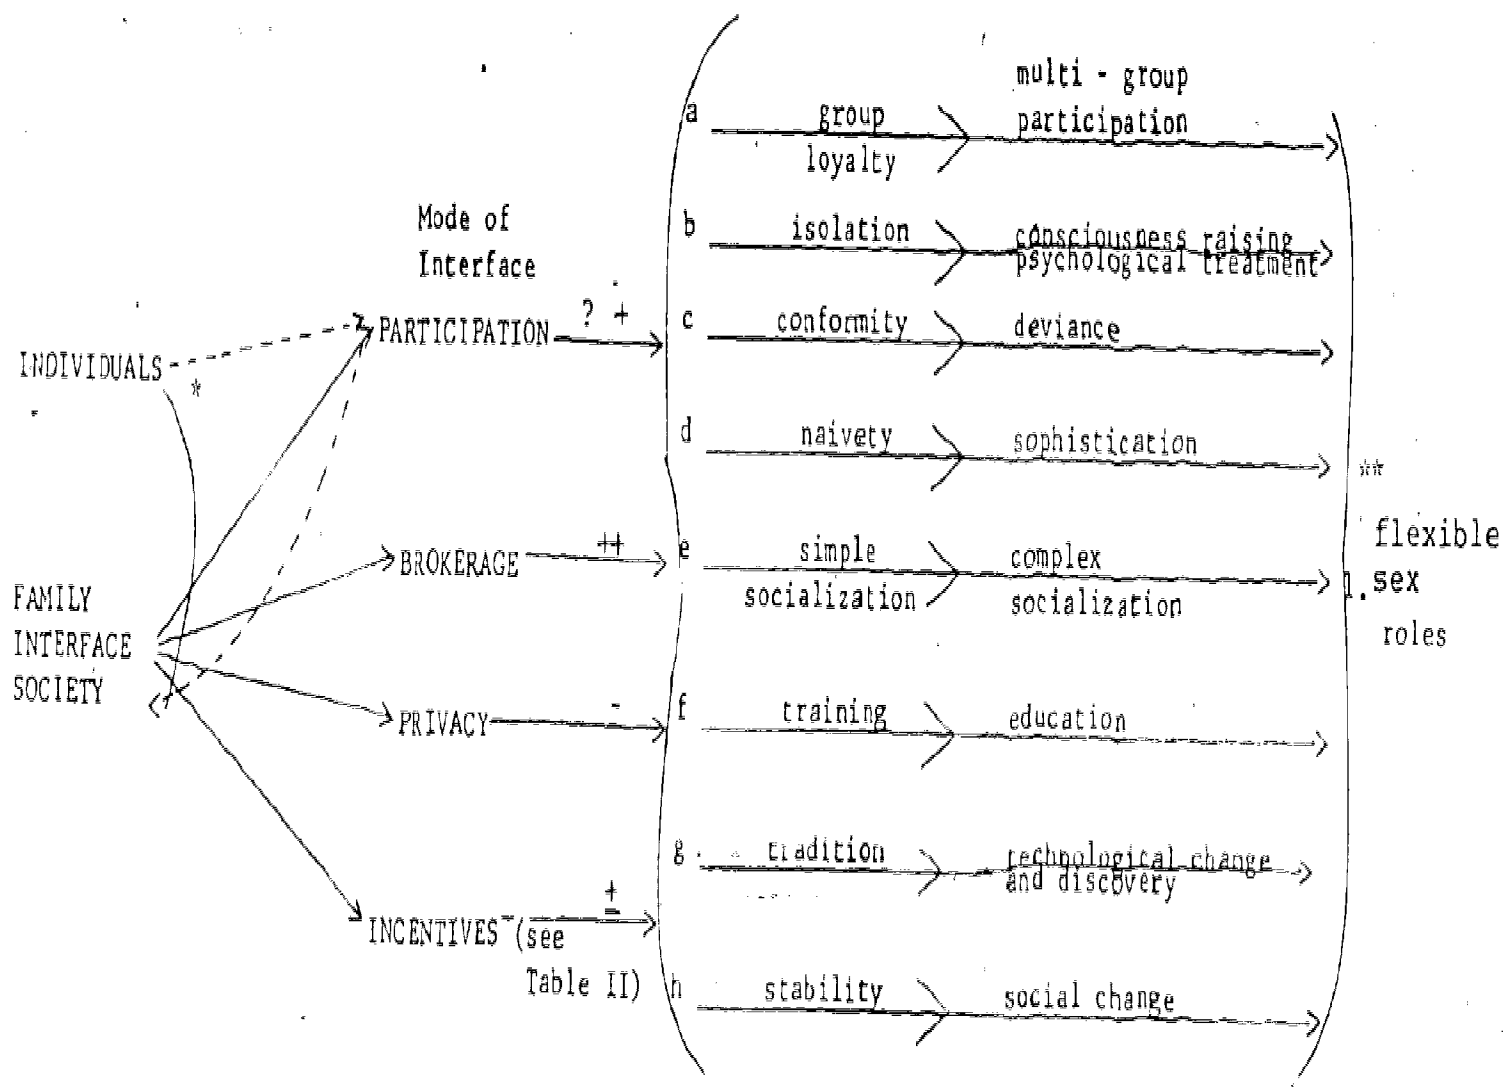 multi - group
a group participation
loyalty
Mode of
Interface
b isolation consciousness raising
psychological treatment
? +
c conformity deviance
PARTICIPATION
INDIVIDUALS
*
d naivety sophistication
**
flexible
BROKERAGE ++ e simple complex
1. sex
socialization socialization
roles
FAMILY
INTERFACE
SOCIETY
PRIVACY - f training education
g tradition technological change
and discovery
INCENTIVES (see ±
Table II)
h stability social change